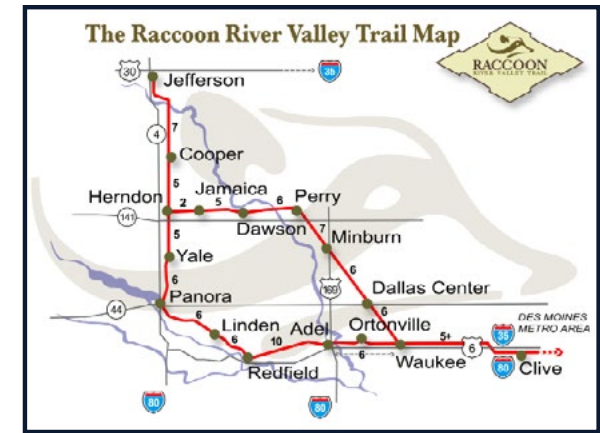 The Raccoon River Valley Trail Map
RACCOON
RIVER VALLEY TRAIL
30
35
Jefferson
7
4
Cooper
5
Herndon
2
Jamaica
5
6
Perry
141
Dawson
7
Minburn
5
Yale
6
6
169
Panora
Dallas Center
44
6
Linden
6
10
Adel
Ortonville
6
6
5+
6
DES MOINES
METRO AREA
35
80
Redfield
Waukee
Clive
80
80